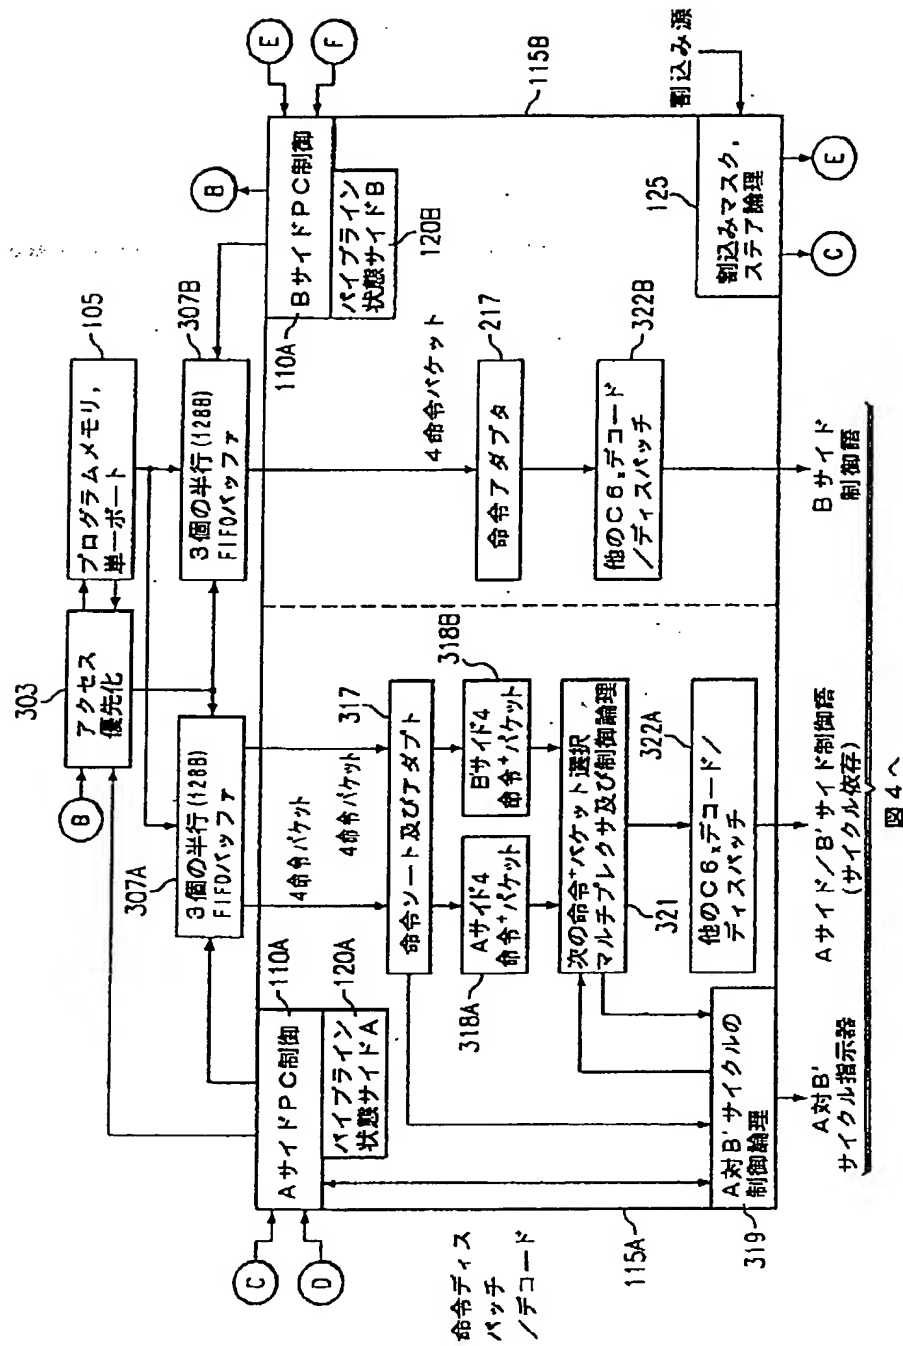 303
アクセス
優先化
B
プログラムメモリ,
単一ポート
105
307A
3個の半行(128B)
FIFOバッファ
3個の半行(128B)
FIFOバッファ
307B
B
E
F
C
D
AサイドPC制御
110A
パイプライン
状態サイドA
120A
BサイドPC制御
110A
パイプライン
状態サイドB
120B
115B
4命令パケット
4命令パケット
4命令パケット
命令ソート及びアダプト
317
命令アダプタ
217
318A
Aサイド4
命令+パケット
B'サイド4
命令+パケット
318B
次の命令+パケット選択
マルチプレクサ及び制御論理
321
他のC6xデコード/
ディスパッチ
322A
他のC6xデコード
/ディスパッチ
322B
割込み源
125
割込みマスク,
ステア論理
C
E
命令ディス
パッチ
/デコード
115A
319
A対B'サイクルの
制御論理
A対B'
サイクル指示器
Aサイド/B'サイド制御語
(サイクル依存)
Bサイド
制御語
図4へ